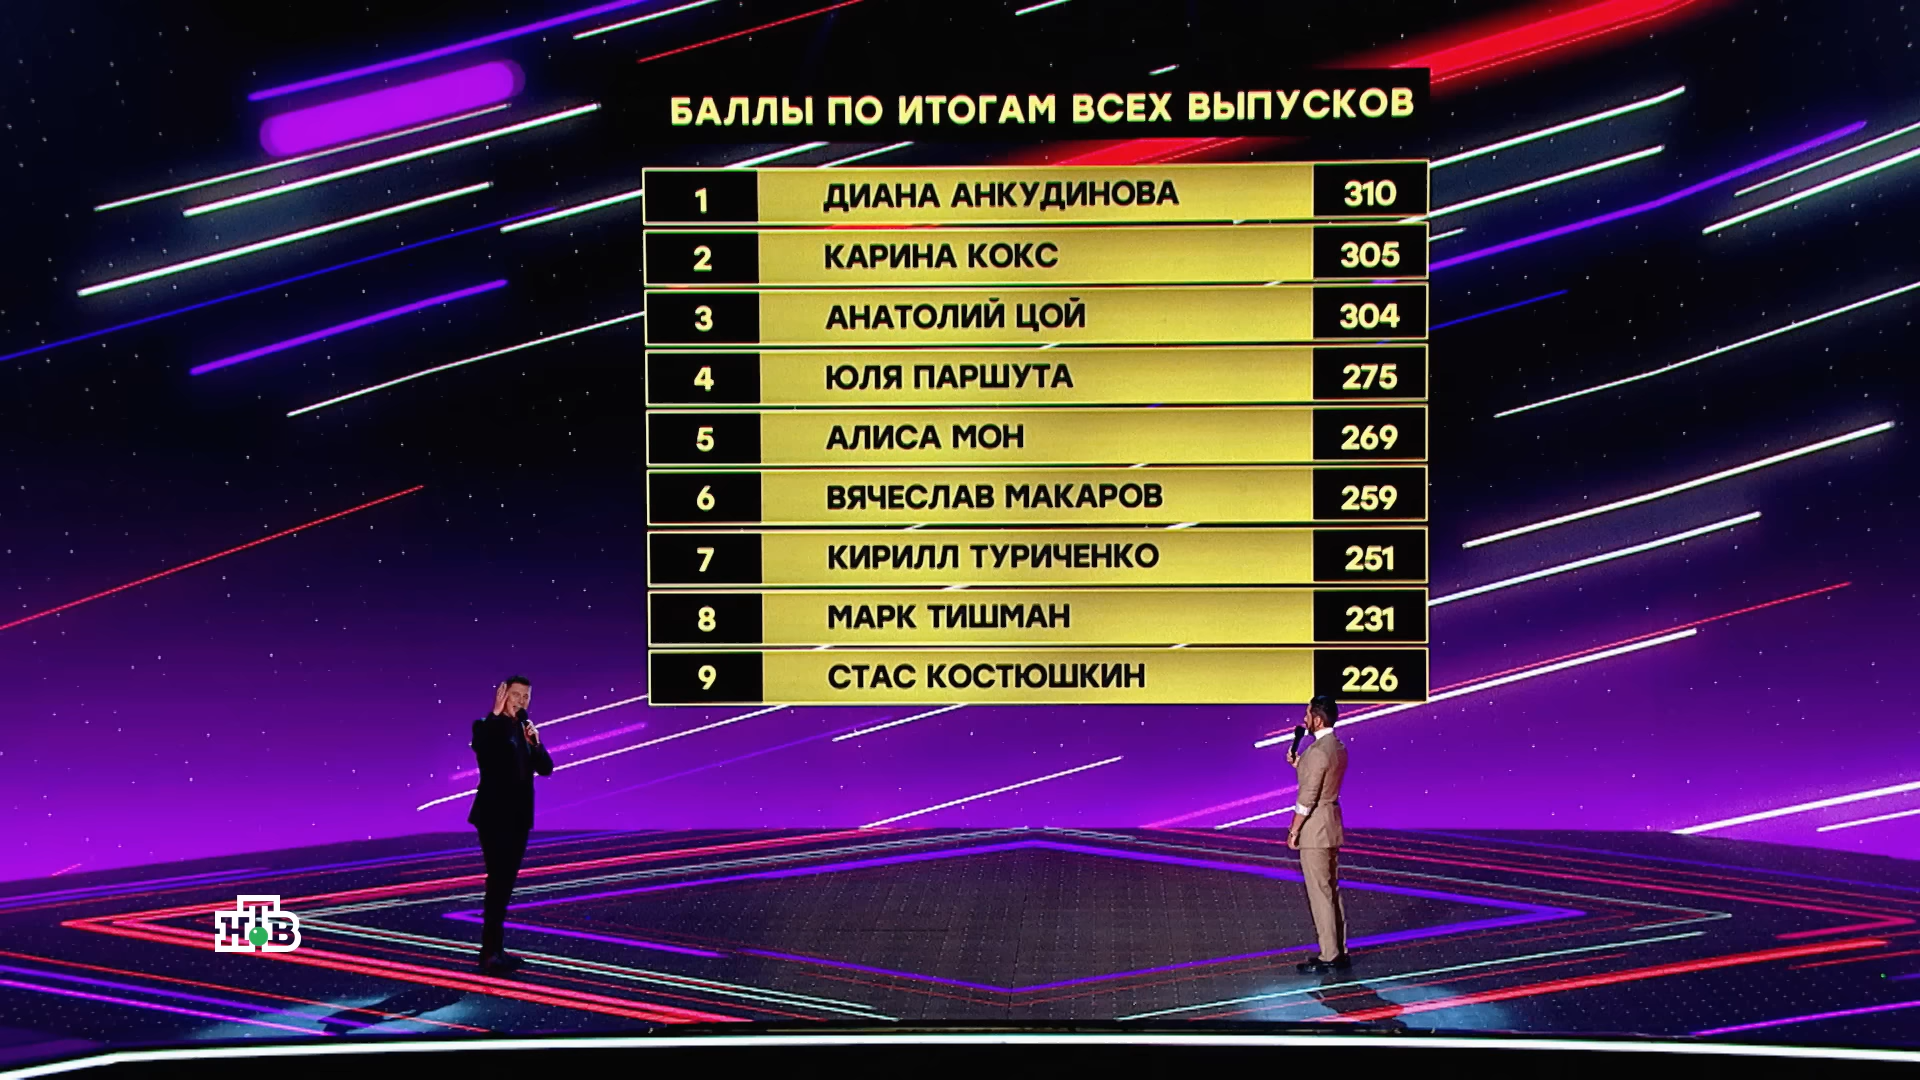 БАЛЛЫ ПО ИТОГАМ ВСЕХ ВЫПУСКОВ
1 ДИАНА АНКУДИНОВА 310
2 КАРИНА КОКС 305
3 АНАТОЛИЙ ЦОЙ 304
4 ЮЛЯ ПАРШУТА 275
5 АЛИСА МОН 269
6 ВЯЧЕСЛАВ МАКАРОВ 259
7 КИРИЛЛ ТУРИЧЕНКО 251
8 МАРК ТИШМАН 231
9 СТАС КОСТЮШКИН 226
НТВ